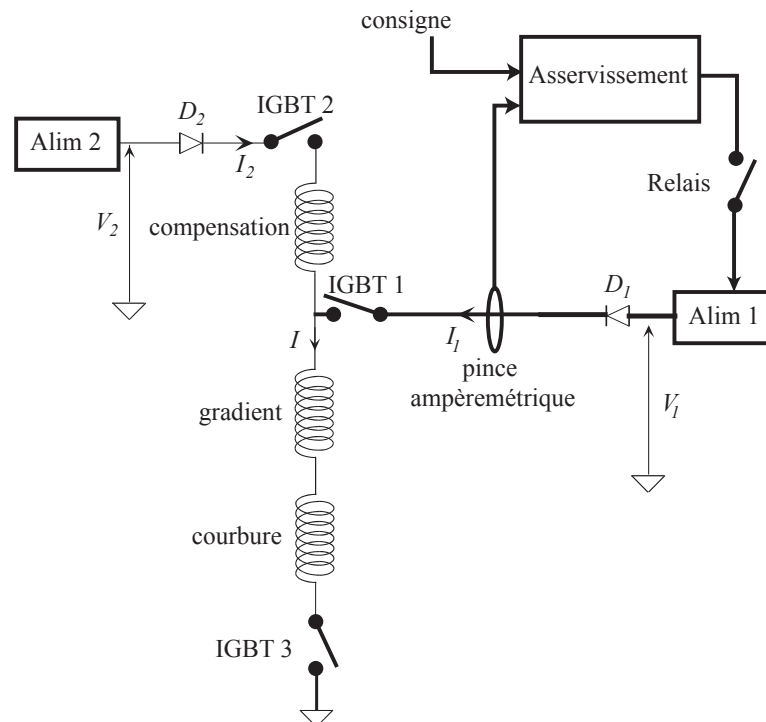 consigne
Asservissement
IGBT 2
D2
Alim 2
I2
Relais
V2
compensation
IGBT 1
D1
Alim 1
I
I1
pince
ampèremétrique
gradient
V1
courbure
IGBT 3